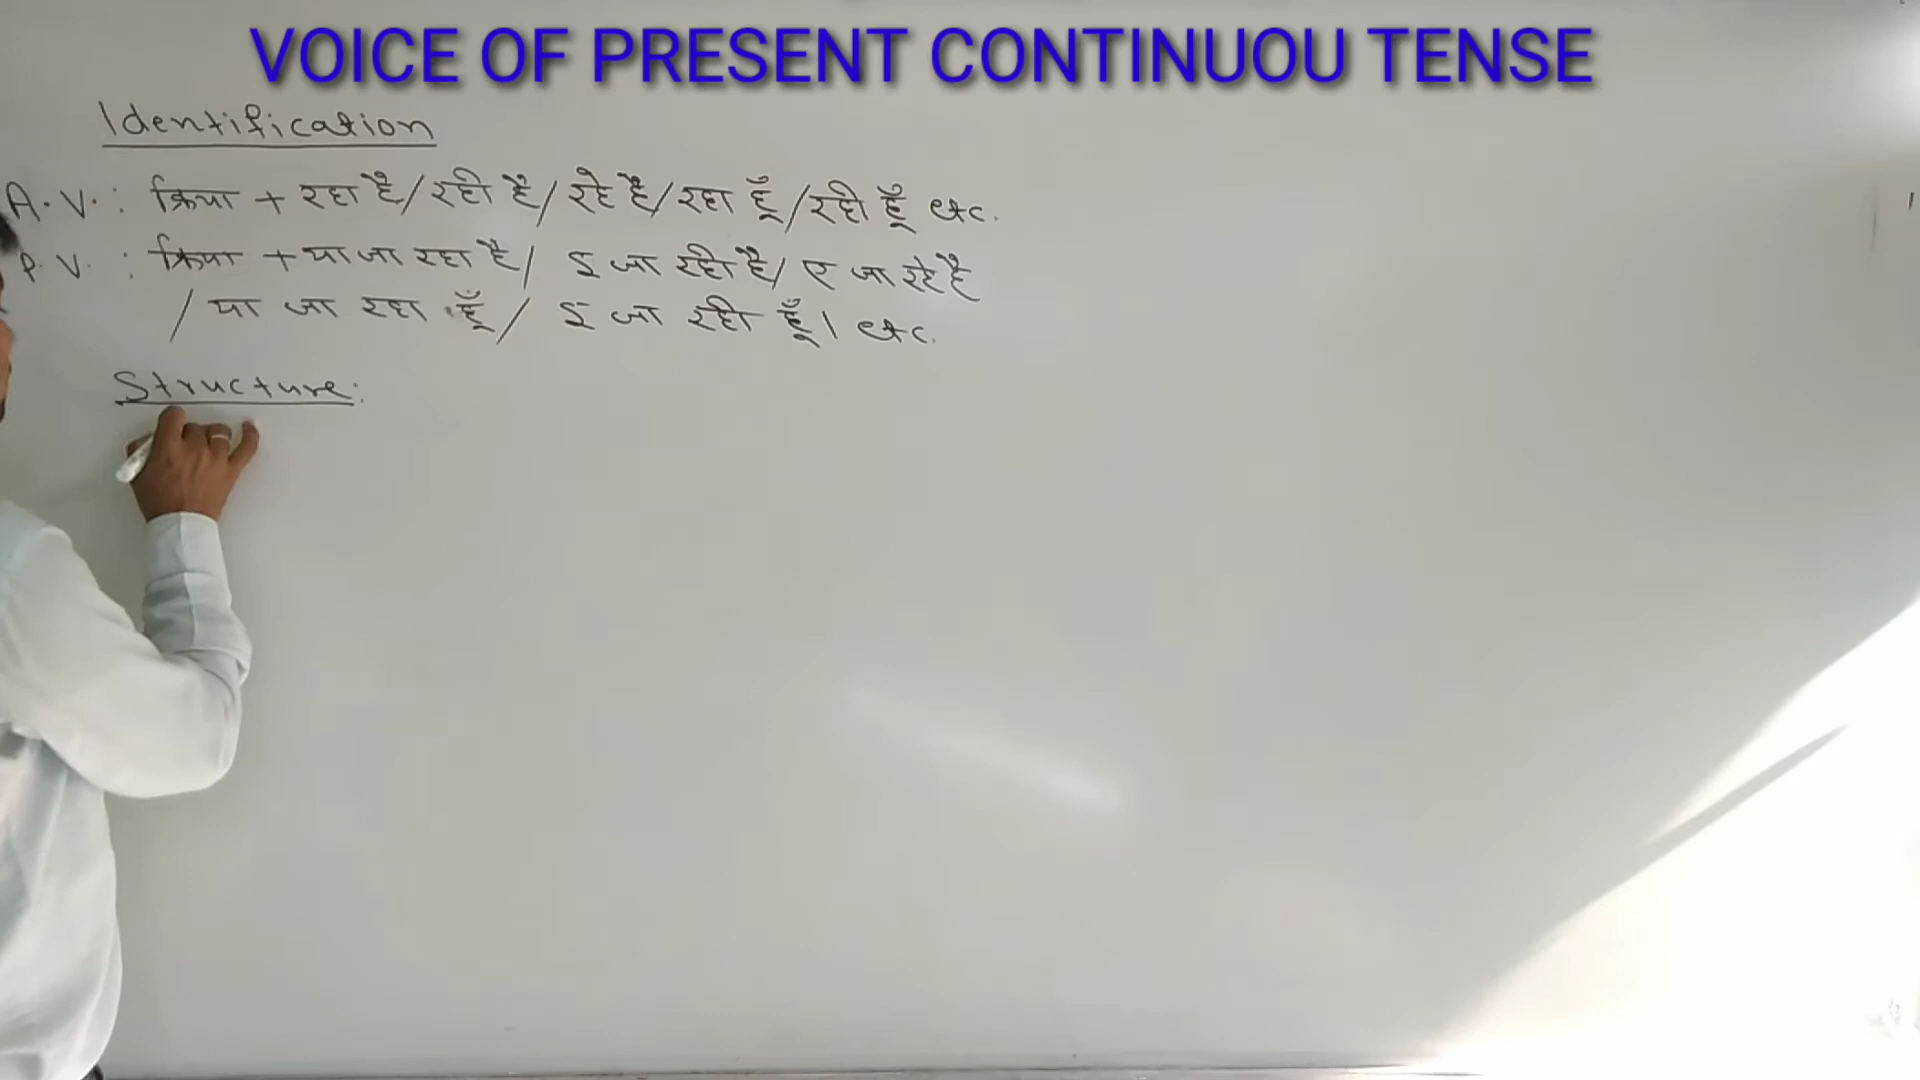 VOICE OF PRESENT CONTINUOU TENSE
Identification
A.V. : क्रिया + रहा है/रही है/रहे है/रहा हूँ/रही हूँ etc.
P.V. : क्रिया + या जा रहा है/ ई जा रही है/ ए जा रहे है
/ या जा रहा हूँ/ ई जा रही हूँ। etc.
Structure: